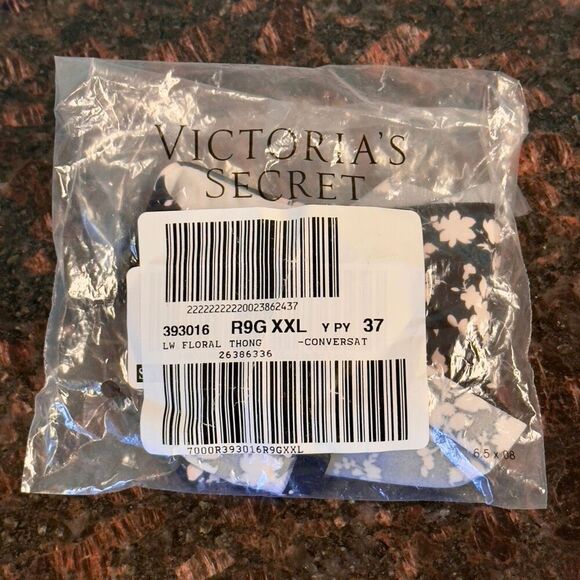 VICTORIA'S
SECRET
22222222220023862437
393016 R9G XXL Y PY 37
LW FLORAL THONG -CONVERSAT
26386336
7000R393016R9GXXL
6.5 x 08